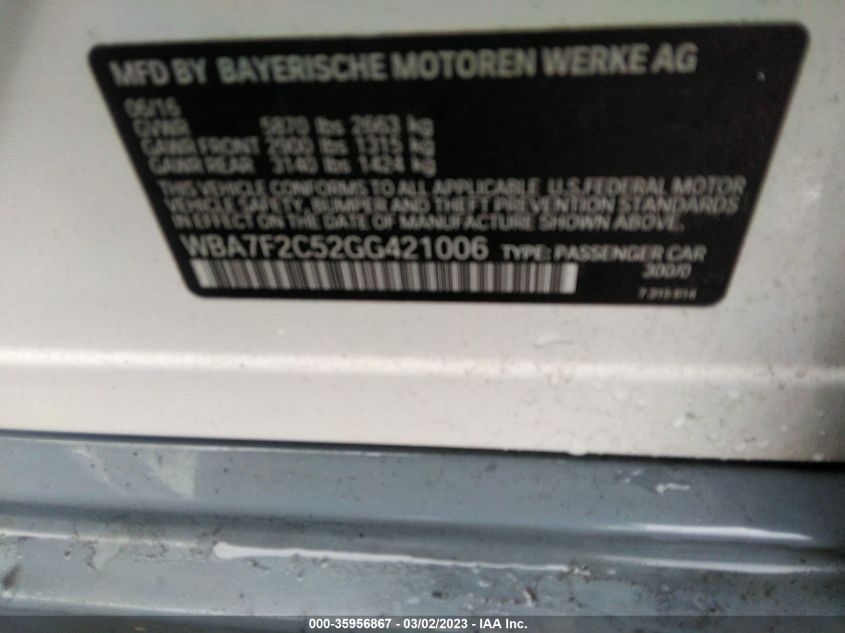 MFD BY BAYERISCHE MOTOREN WERKE AG
06/16
GVWR 5870 lbs 2663 kg
GAWR FRONT 2900 lbs 1315 kg
GAWR REAR 3140 lbs 1424 kg
THIS VEHICLE CONFORMS TO ALL APPLICABLE U.S.FEDERAL MOTOR
VEHICLE SAFETY, BUMPER, AND THEFT PREVENTION STANDARDS
IN EFFECT ON THE DATE OF MANUFACTURE SHOWN ABOVE.
WBA7F2C52GG421006 TYPE: PASSENGER CAR
300/0
000-35956867 - 03/02/2023 - IAA Inc.